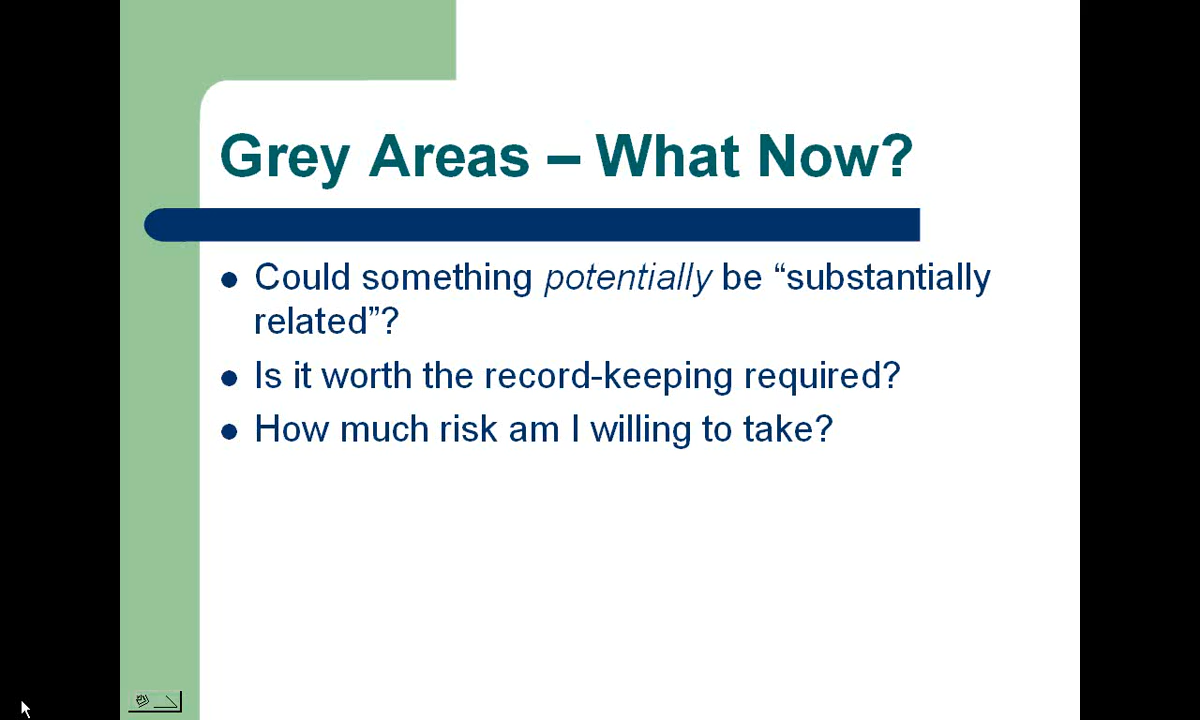 Grey Areas – What Now?
Could something potentially be “substantially
related”?
Is it worth the record-keeping required?
How much risk am I willing to take?